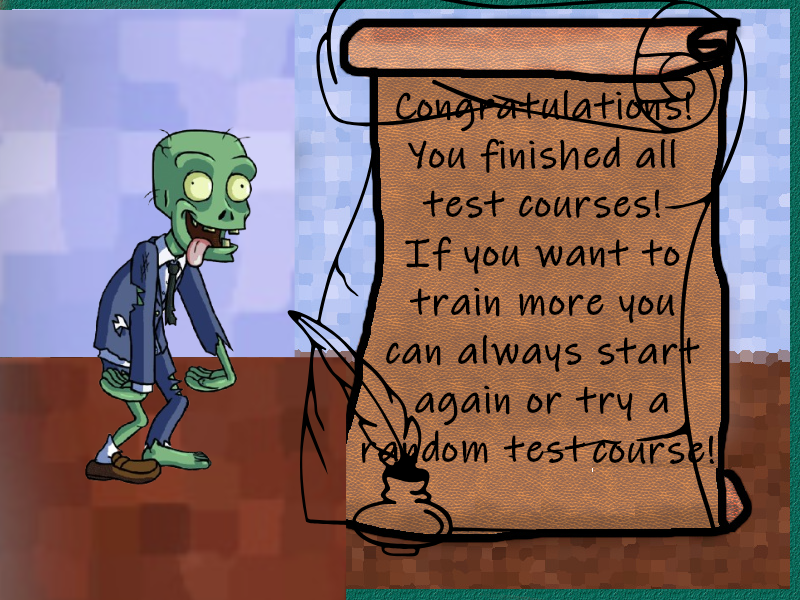 Congratulations!
You finished all
test courses!
If you want to
train more you
can always start
again or try a
random test course!